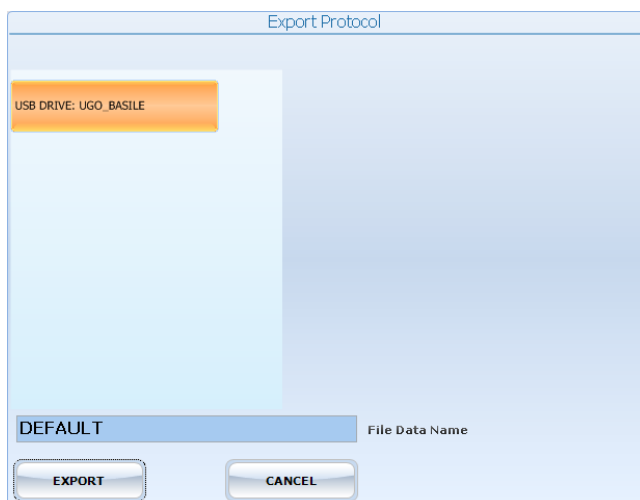 Export Protocol
USB DRIVE: UGO_BASILE
DEFAULT
File Data Name
EXPORT
CANCEL